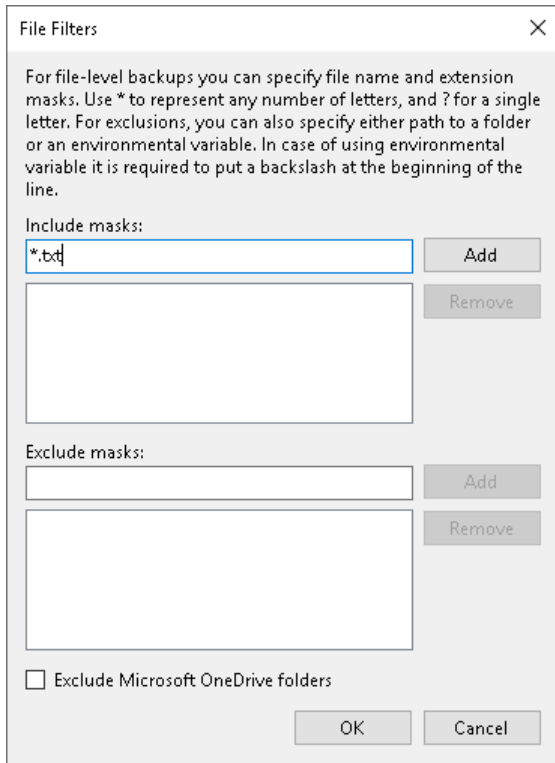 File Filters
For file-level backups you can specify file name and extension
masks. Use * to represent any number of letters, and ? for a single
letter. For exclusions, you can also specify either path to a folder
or an environmental variable. In case of using environmental
variable it is required to put a backslash at the beginning of the
line.
Include masks:
*.txt
Add
Remove
Exclude masks:
Add
Remove
Exclude Microsoft OneDrive folders
OK
Cancel